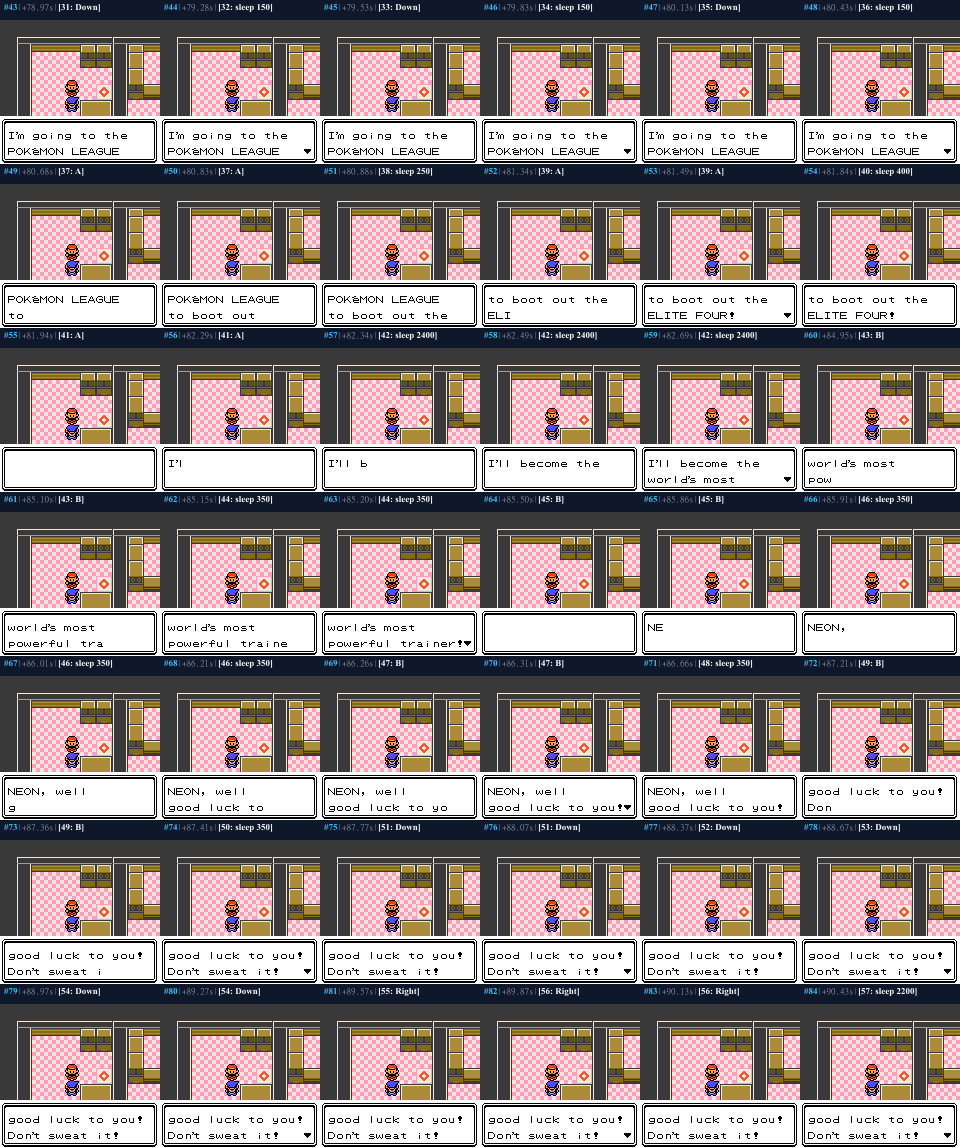 #43|+78.97s| [31: Down]
#44|+79.28s| [32: sleep 150]
#45|+79.53s| [33: Down]
#46|+79.83s| [34: sleep 150]
#47|+80.13s| [35: Down]
#48|+80.43s| [36: sleep 150]
I'm going to the
POKéMON LEAGUE
I'm going to the
POKéMON LEAGUE ▼
I'm going to the
POKéMON LEAGUE
I'm going to the
POKéMON LEAGUE ▼
I'm going to the
POKéMON LEAGUE
I'm going to the
POKéMON LEAGUE ▼
#49|+80.68s| [37: A]
#50|+80.83s| [37: A]
#51|+80.88s| [38: sleep 250]
#52|+81.34s| [39: A]
#53|+81.49s| [39: A]
#54|+81.84s| [40: sleep 400]
POKéMON LEAGUE
to
POKéMON LEAGUE
to boot out
POKéMON LEAGUE
to boot out the
to boot out the
ELI
to boot out the
ELITE FOUR! ▼
to boot out the
ELITE FOUR!
#55|+81.94s| [41: A]
#56|+82.29s| [41: A]
#57|+82.34s| [42: sleep 2400]
#58|+82.49s| [42: sleep 2400]
#59|+82.69s| [42: sleep 2400]
#60|+84.95s| [43: B]
I'l
I'll b
I'll become the
I'll become the
world's most ▼
world's most
pow
#61|+85.10s| [43: B]
#62|+85.15s| [44: sleep 350]
#63|+85.20s| [44: sleep 350]
#64|+85.50s| [45: B]
#65|+85.86s| [45: B]
#66|+85.91s| [46: sleep 350]
world's most
powerful tra
world's most
powerful traine
world's most
powerful trainer!▼
NE
NEON,
#67|+86.01s| [46: sleep 350]
#68|+86.21s| [46: sleep 350]
#69|+86.26s| [47: B]
#70|+86.31s| [47: B]
#71|+86.66s| [48: sleep 350]
#72|+87.21s| [49: B]
NEON, well
g
NEON, well
good luck to
NEON, well
good luck to yo
NEON, well
good luck to you!▼
NEON, well
good luck to you!
good luck to you!
Don
#73|+87.36s| [49: B]
#74|+87.41s| [50: sleep 350]
#75|+87.77s| [51: Down]
#76|+88.07s| [51: Down]
#77|+88.37s| [52: Down]
#78|+88.67s| [53: Down]
good luck to you!
Don't sweat i
good luck to you!
Don't sweat it! ▼
good luck to you!
Don't sweat it!
good luck to you!
Don't sweat it! ▼
good luck to you!
Don't sweat it!
good luck to you!
Don't sweat it! ▼
#79|+88.97s| [54: Down]
#80|+89.27s| [54: Down]
#81|+89.57s| [55: Right]
#82|+89.87s| [56: Right]
#83|+90.13s| [56: Right]
#84|+90.43s| [57: sleep 2200]
good luck to you!
Don't sweat it!
good luck to you!
Don't sweat it! ▼
good luck to you!
Don't sweat it!
good luck to you!
Don't sweat it! ▼
good luck to you!
Don't sweat it!
good luck to you!
Don't sweat it! ▼